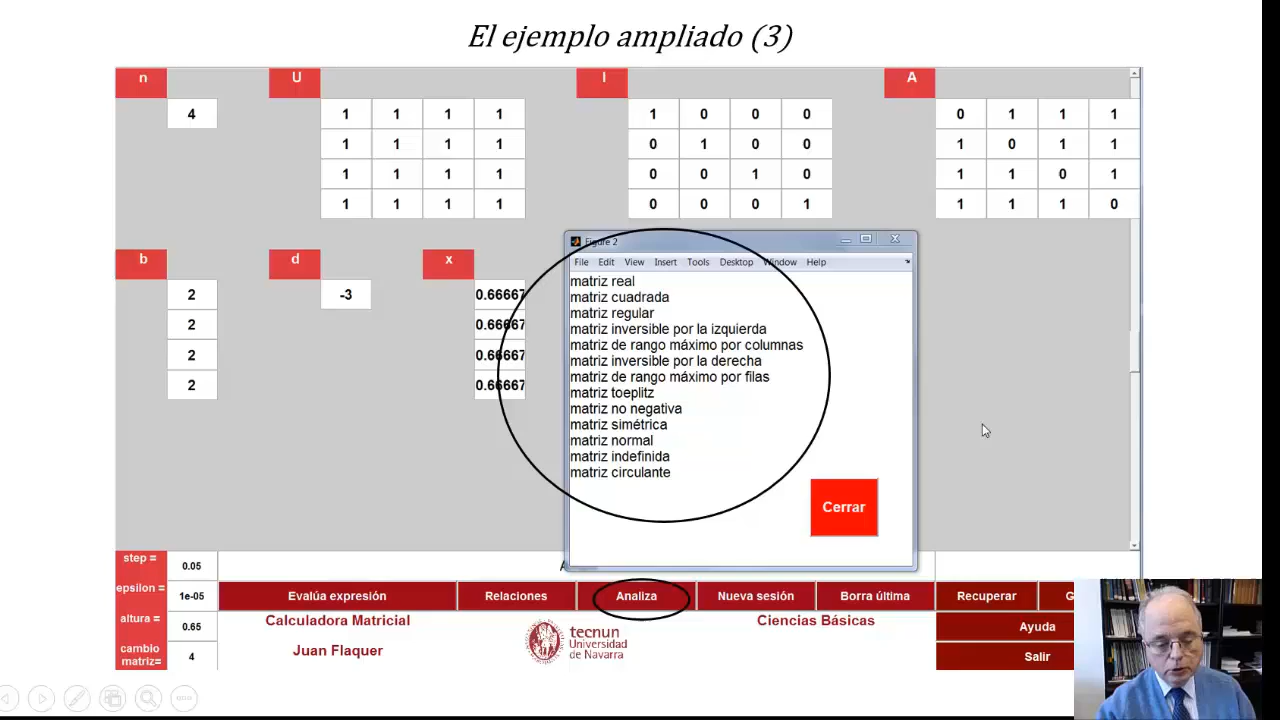 El ejemplo ampliado (3)
n U I A
4 1 1 1 1 1 0 0 0 0 1 1 1
1 1 1 1 0 1 0 0 1 0 1 1
1 1 1 1 0 0 1 0 1 1 0 1
1 1 1 1 0 0 0 1 1 1 1 0
b d x
2 -3 0.66667
2 0.66667
2 0.66667
2 0.66667
Figure 2
File Edit View Insert Tools Desktop Window Help
matriz real
matriz cuadrada
matriz regular
matriz inversible por la izquierda
matriz de rango máximo por columnas
matriz inversible por la derecha
matriz de rango máximo por filas
matriz toeplitz
matriz no negativa
matriz simétrica
matriz normal
matriz indefinida
matriz circulante
Cerrar
step = 0.05
epsilon = 1e-05
altura = 0.65
cambio
matriz= 4
Evalúa expresión Relaciones Analiza Nueva sesión Borra última Recuperar
Calculadora Matricial
Juan Flaquer
tecnun
Universidad
de Navarra
Ciencias Básicas
Ayuda
Salir